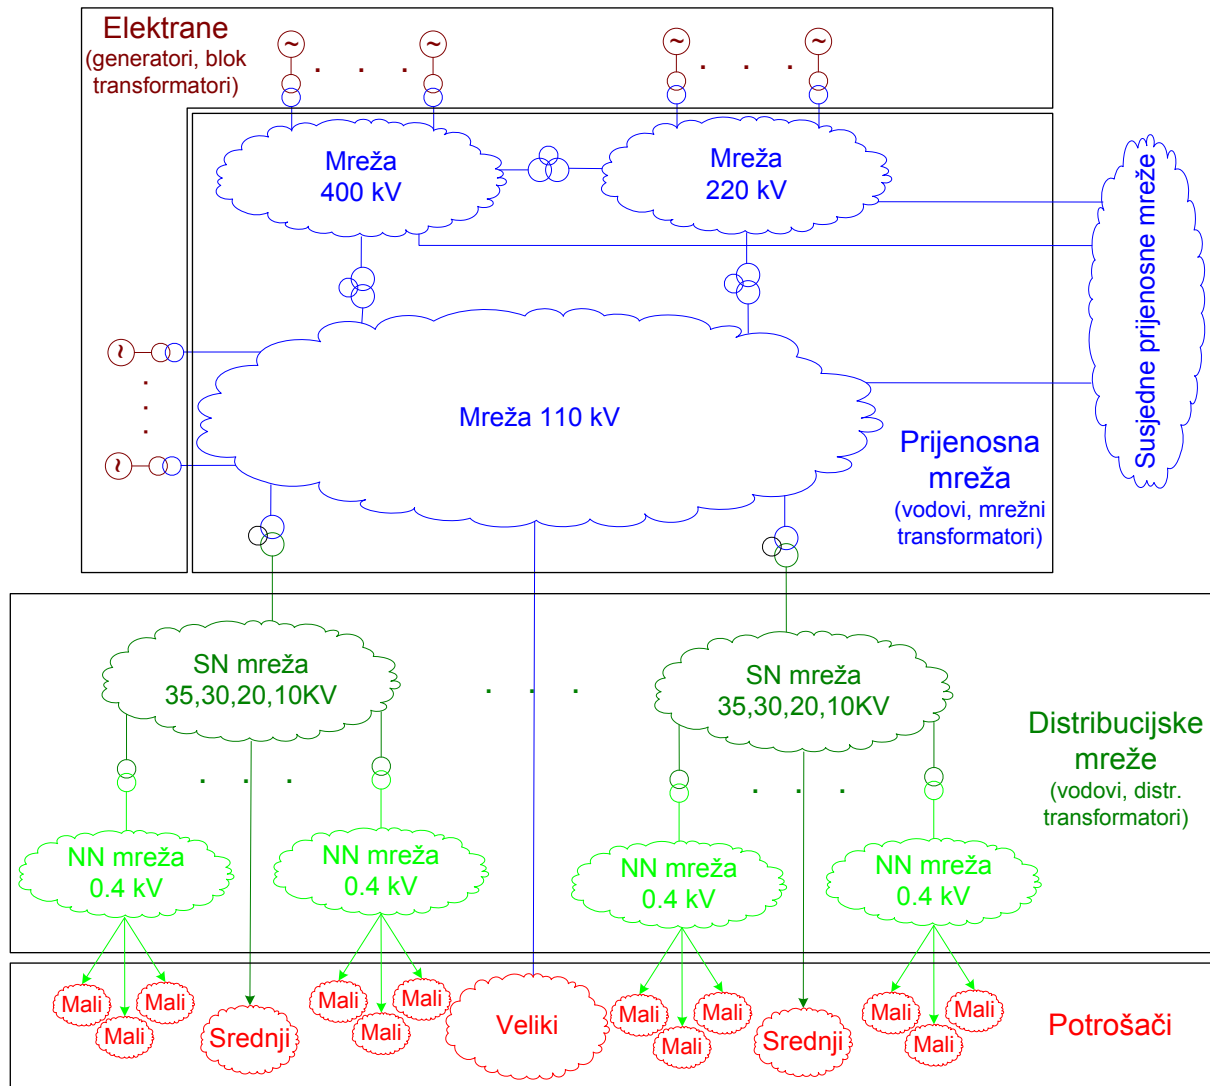 Elektrane
(generatori, blok
transformatori)
~
~
~
~
. . .
. . .
Mreža
400 kV
Mreža
220 kV
Susjedne prijenosne mreže
~
~
Mreža 110 kV
Prijenosna
mreža
(vodovi, mrežni
transformatori)
SN mreža
35,30,20,10KV
. . .
SN mreža
35,30,20,10KV
Distribucijske
mreže
(vodovi, distr.
transformatori)
. . .
. . .
NN mreža
0.4 kV
NN mreža
0.4 kV
NN mreža
0.4 kV
NN mreža
0.4 kV
Mali
Mali
Mali
Srednji
Mali
Mali
Mali
Veliki
Mali
Mali
Mali
Srednji
Mali
Mali
Mali
Potrošači